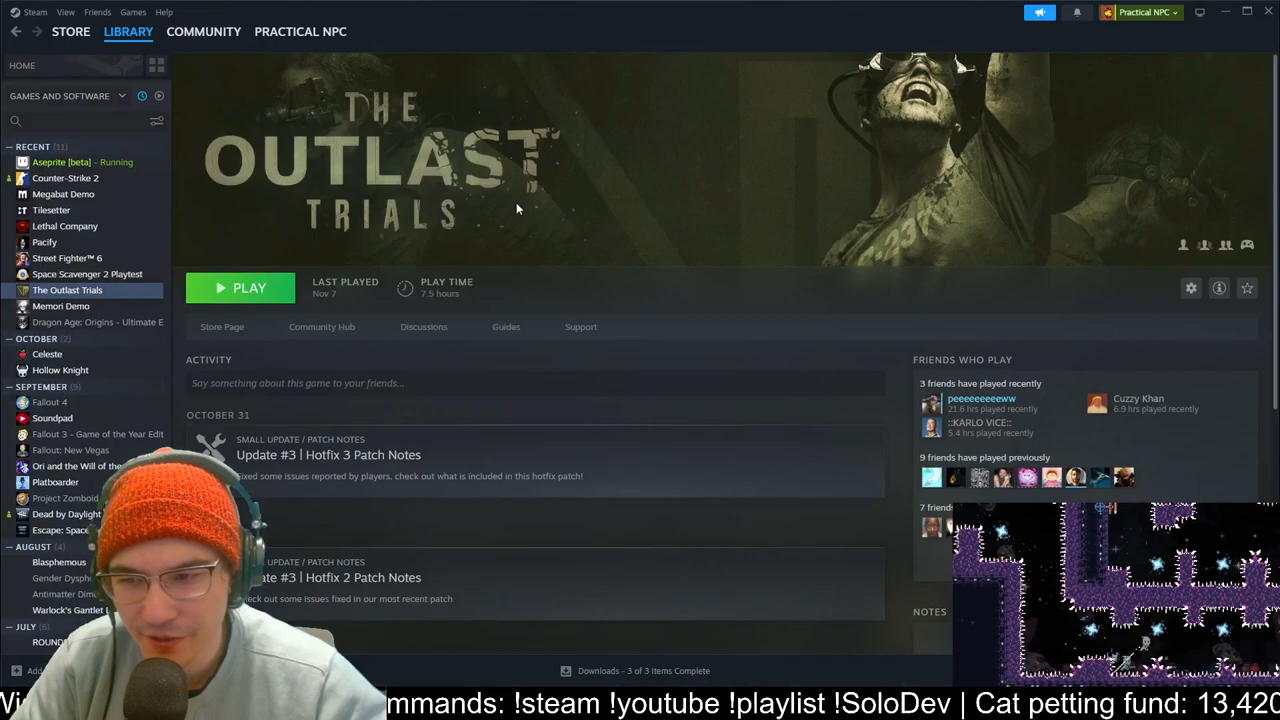 Steam View Friends Games Help
Practical NPC
STORE LIBRARY COMMUNITY PRACTICAL NPC
HOME
GAMES AND SOFTWARE
RECENT (11)
Aseprite [beta] - Running
Counter-Strike 2
Megabat Demo
Tilesetter
Lethal Company
Pacify
Street Fighter™ 6
Space Scavenger 2 Playtest
The Outlast Trials
Memori Demo
Dragon Age: Origins - Ultimate E
OCTOBER (2)
Celeste
Hollow Knight
SEPTEMBER (9)
Fallout 4
Soundpad
Fallout 3 - Game of the Year Edit
Fallout: New Vegas
Ori and the Will of the
Platboarder
Project Zomboid
Dead by Daylight
Escape: Space
AUGUST (4)
Blasphemous
Gender Dysph
Antimatter Dim
Warlock's Gantlet
JULY (6)
ROUND
THE
OUTLAST
TRIALS
PLAY
LAST PLAYED
Nov 7
PLAY TIME
7.5 hours
Store Page Community Hub Discussions Guides Support
ACTIVITY
Say something about this game to your friends...
OCTOBER 31
SMALL UPDATE / PATCH NOTES
Update #3 | Hotfix 3 Patch Notes
Fixed some issues reported by players, check out what is included in this hotfix patch!
UPDATE / PATCH NOTES
ate #3 | Hotfix 2 Patch Notes
eck out some issues fixed in our most recent patch
FRIENDS WHO PLAY
3 friends have played recently
peeeeeeeeww
21.6 hrs played recently
Cuzzy Khan
6.9 hrs played recently
::KARLO VICE::
5.4 hrs played recently
9 friends have played previously
7 friend
NOTES
Add
Downloads - 3 of 3 Items Complete
mmands: !steam !youtube !playlist !SoloDev | Cat petting fund: 13,420